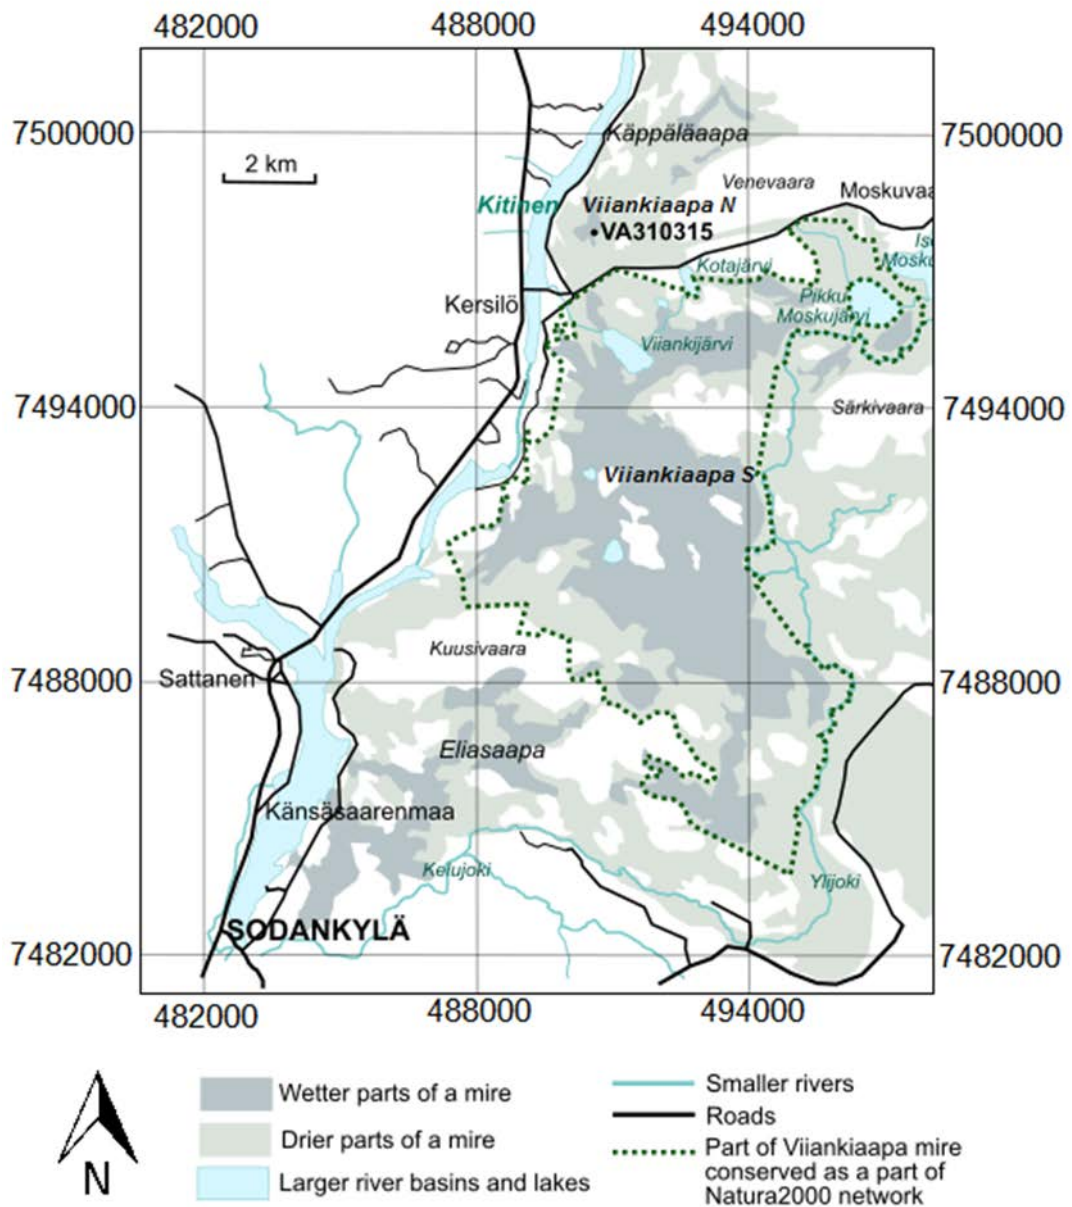 482000 488000 494000
7500000 7500000
Käppäläaapa
2 km
Venevaara
Moskuvaa
Kitinen Viiankiaapa N
VA310315
Iso
Mosku
Kotajärvi
Kersilö
Pikku
Moskujärvi
Viiankijärvi
7494000 Särkivaara 7494000
Viiankiaapa S
Kuusivaara
7488000 Sattanen 7488000
Eliasaapa
Känsäsaarenmaa
Kelujoki
Ylijoki
SODANKYLÄ
7482000 7482000
482000 488000 494000
N
Wetter parts of a mire
Drier parts of a mire
Larger river basins and lakes
Smaller rivers
Roads
Part of Viiankiaapa mire
conserved as a part of
Natura2000 network